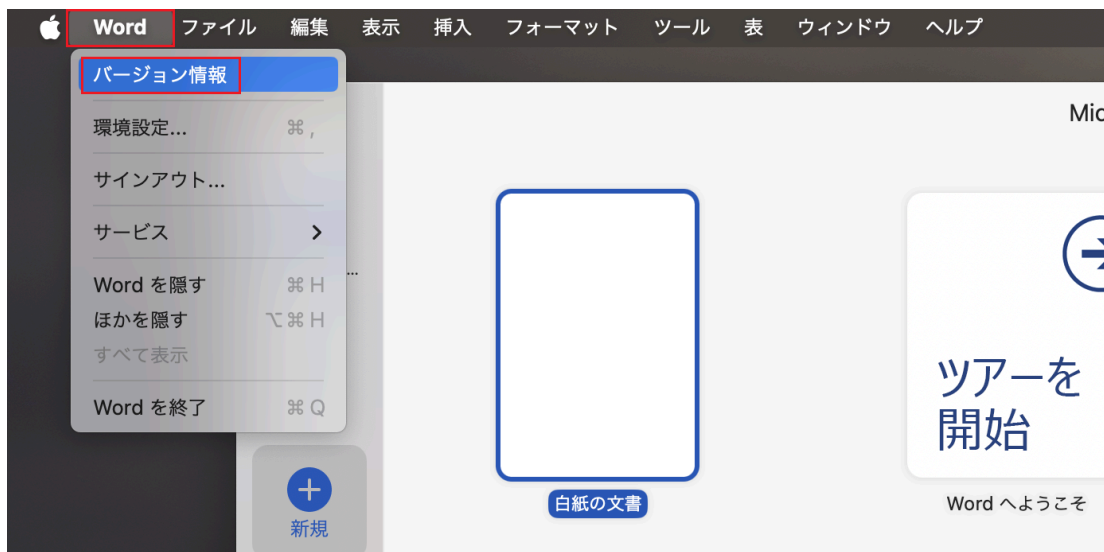 Word ファイル 編集 表示 挿入 フォーマット ツール 表 ウィンドウ ヘルプ
バージョン情報
環境設定... ⌘ ,
サインアウト...
サービス
Word を隠す ⌘ H
ほかを隠す ⌥ ⌘ H
すべて表示
Word を終了 ⌘ Q
...
新規
Mic
白紙の文書
ツアーを
開始
Word へようこそ